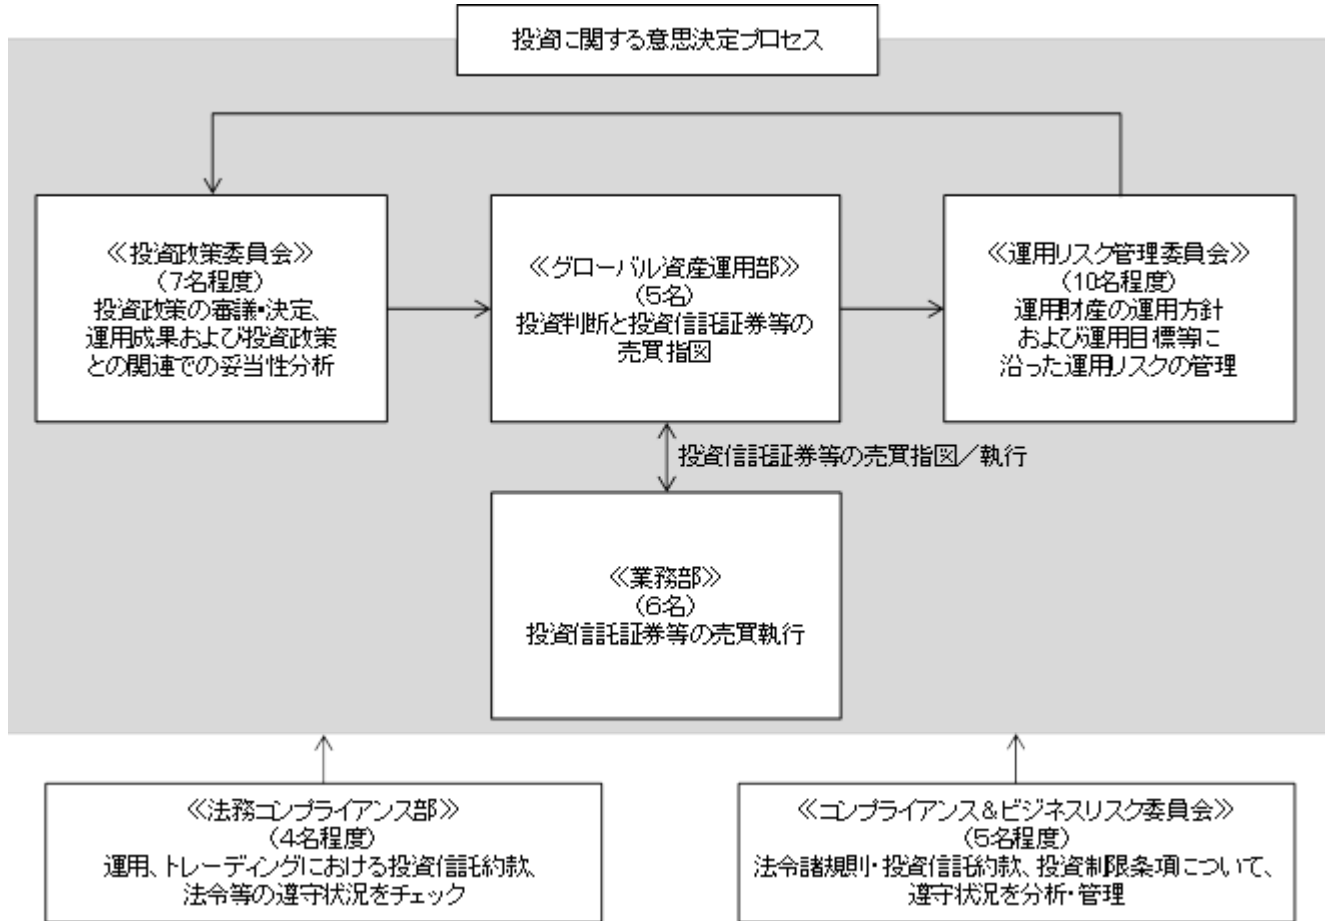 投資に関する意思決定プロセス
≪投資政策委員会≫
(7名程度)
投資政策の審議・決定、
運用成果および投資政策
との関連での妥当性分析
≪グローバル資産運用部≫
(5名)
投資判断と投資信託証券等の
売買指図
≪運用リスク管理委員会≫
(10名程度)
運用財産の運用方針
および運用目標等に
沿った運用リスクの管理
投資信託証券等の売買指図／執行
≪業務部≫
(6名)
投資信託証券等の売買執行
≪法務コンプライアンス部≫
(4名程度)
運用、トレーディングにおける投資信託約款、
法令等の遵守状況をチェック
≪コンプライアンス＆ビジネスリスク委員会≫
(5名程度)
法令諸規則・投資信託約款、投資制限条項について、
遵守状況を分析・管理